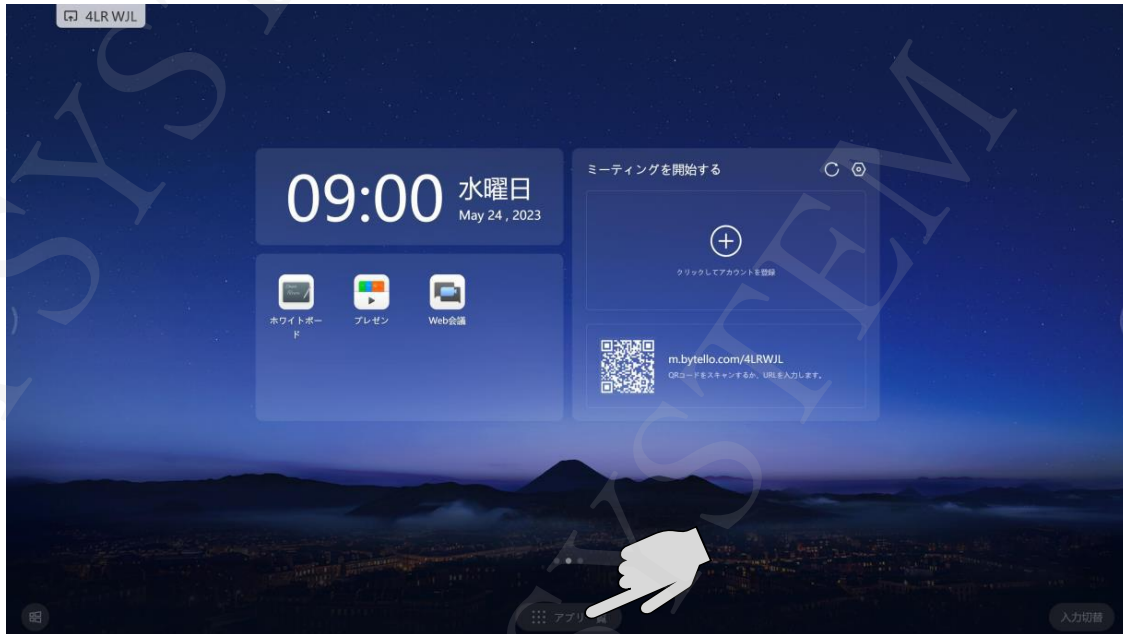 4LR WJL
09:00
水曜日
May 24 , 2023
ホワイトボー
ド
プレゼン
Web会議
ミーティングを開始する
クリックしてアカウントを登録
m.bytello.com/4LRWJL
QRコードをスキャンするか、URLを入力します。
アプリ
入力切替
SYSTEM